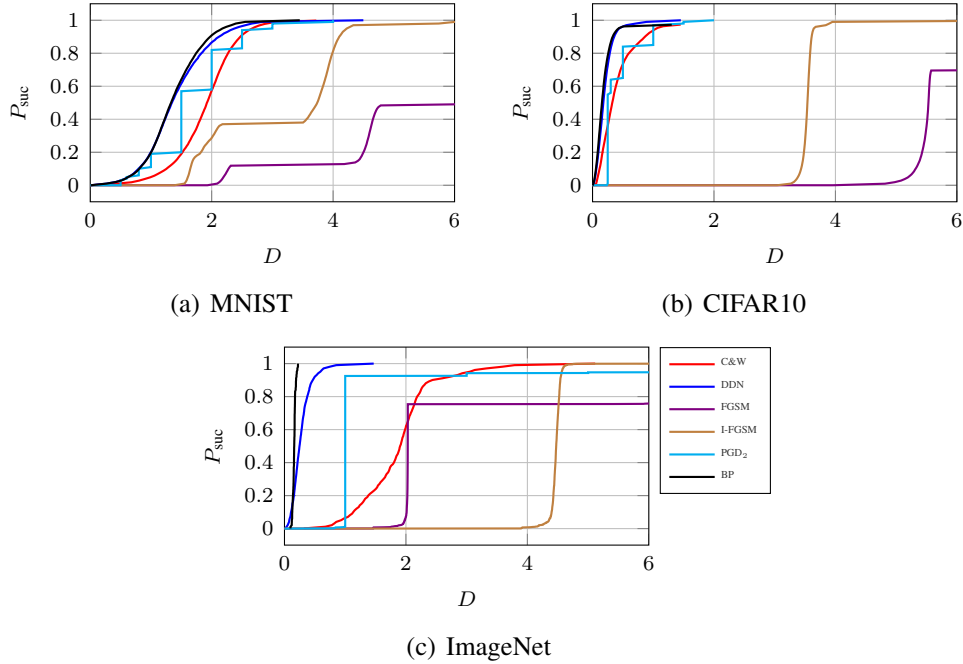 1
0.8
0.6
0.4
0.2
0
P_suc
0 2 4 6
D
(a) MNIST
1
0.8
0.6
0.4
0.2
0
P_suc
0 2 4 6
D
(b) CIFAR10
1
0.8
0.6
0.4
0.2
0
P_suc
0 2 4 6
D
C&W
DDN
FGSM
I-FGSM
PGD₂
BP
(c) ImageNet